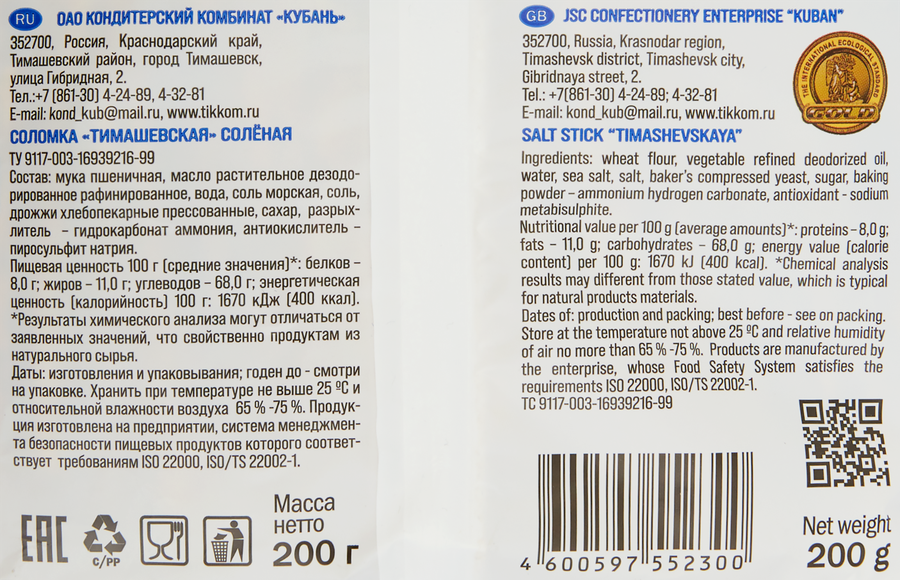 RU ОАО КОНДИТЕРСКИЙ КОМБИНАТ «КУБАНЬ»
352700, Россия, Краснодарский край,
Тимашевский район, город Тимашевск,
улица Гибридная, 2.
Тел.:+7 (861-30) 4-24-89, 4-32-81
E-mail: kond_kub@mail.ru, www.tikkom.ru
СОЛОМКА «ТИМАШЕВСКАЯ» СОЛЁНАЯ
ТУ 9117-003-16939216-99
Состав: мука пшеничная, масло растительное дезодо-
рированное рафинированное, вода, соль морская, соль,
дрожжи хлебопекарные прессованные, сахар, разрых-
литель – гидрокарбонат аммония, антиокислитель –
пиросульфит натрия.
Пищевая ценность 100 г (средние значения)*: белков –
8,0 г; жиров – 11,0 г; углеводов – 68,0 г; энергетическая
ценность (калорийность) 100 г: 1670 кДж (400 ккал).
*Результаты химического анализа могут отличаться от
заявленных значений, что свойственно продуктам из
натурального сырья.
Даты: изготовления и упаковывания; годен до - смотри
на упаковке. Хранить при температуре не выше 25 ºС и
относительной влажности воздуха 65 % -75 %. Продук-
ция изготовлена на предприятии, система менеджмен-
та безопасности пищевых продуктов которого соответ-
ствует требованиям ISO 22000, ISO/TS 22002-1.
EAC
C/PP
Масса
нетто
200 г
GB JSC CONFECTIONERY ENTERPRISE “KUBAN”
352700, Russia, Krasnodar region,
Timashevsk district, Timashevsk city,
Gibridnaya street, 2.
Tel.: +7(861-30) 4-24-89; 4-32-81
E-mail: kond_kub@mail.ru, www.tikkom.ru
THE INTERNATIONAL ECOLOGICAL STANDARD
GOLD
SALT STICK “TIMASHEVSKAYA”
Ingredients: wheat flour, vegetable refined deodorized oil,
water, sea salt, salt, baker's compressed yeast, sugar, baking
powder – ammonium hydrogen carbonate, antioxidant - sodium
metabisulphite.
Nutritional value per 100 g (average amounts)*: proteins – 8,0 g;
fats – 11,0 g; carbohydrates – 68,0 g; energy value (calorie
content) per 100 g: 1670 kJ (400 kcal). *Chemical analysis
results may different from those stated value, which is typical
for natural products materials.
Dates of: production and packing; best before - see on packing.
Store at the temperature not above 25 ºC and relative humidity
of air no more than 65 % -75 %. Products are manufactured by
the enterprise, whose Food Safety System satisfies the
requirements ISO 22000, ISO/TS 22002-1.
TC 9117-003-16939216-99
4 600597 552300
Net weight
200 g